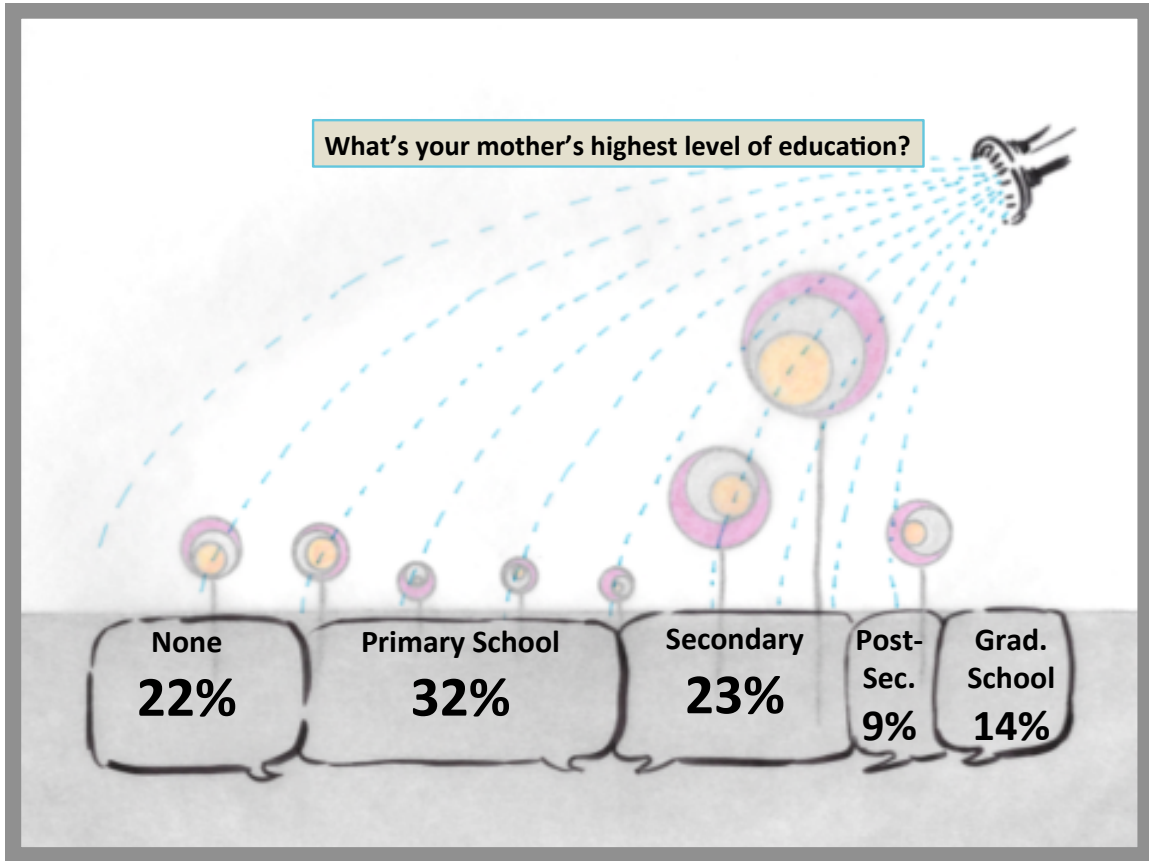 What’s your mother’s highest level of education?
None
22%
Primary School
32%
Secondary
23%
Post-
Sec.
9%
Grad.
School
14%